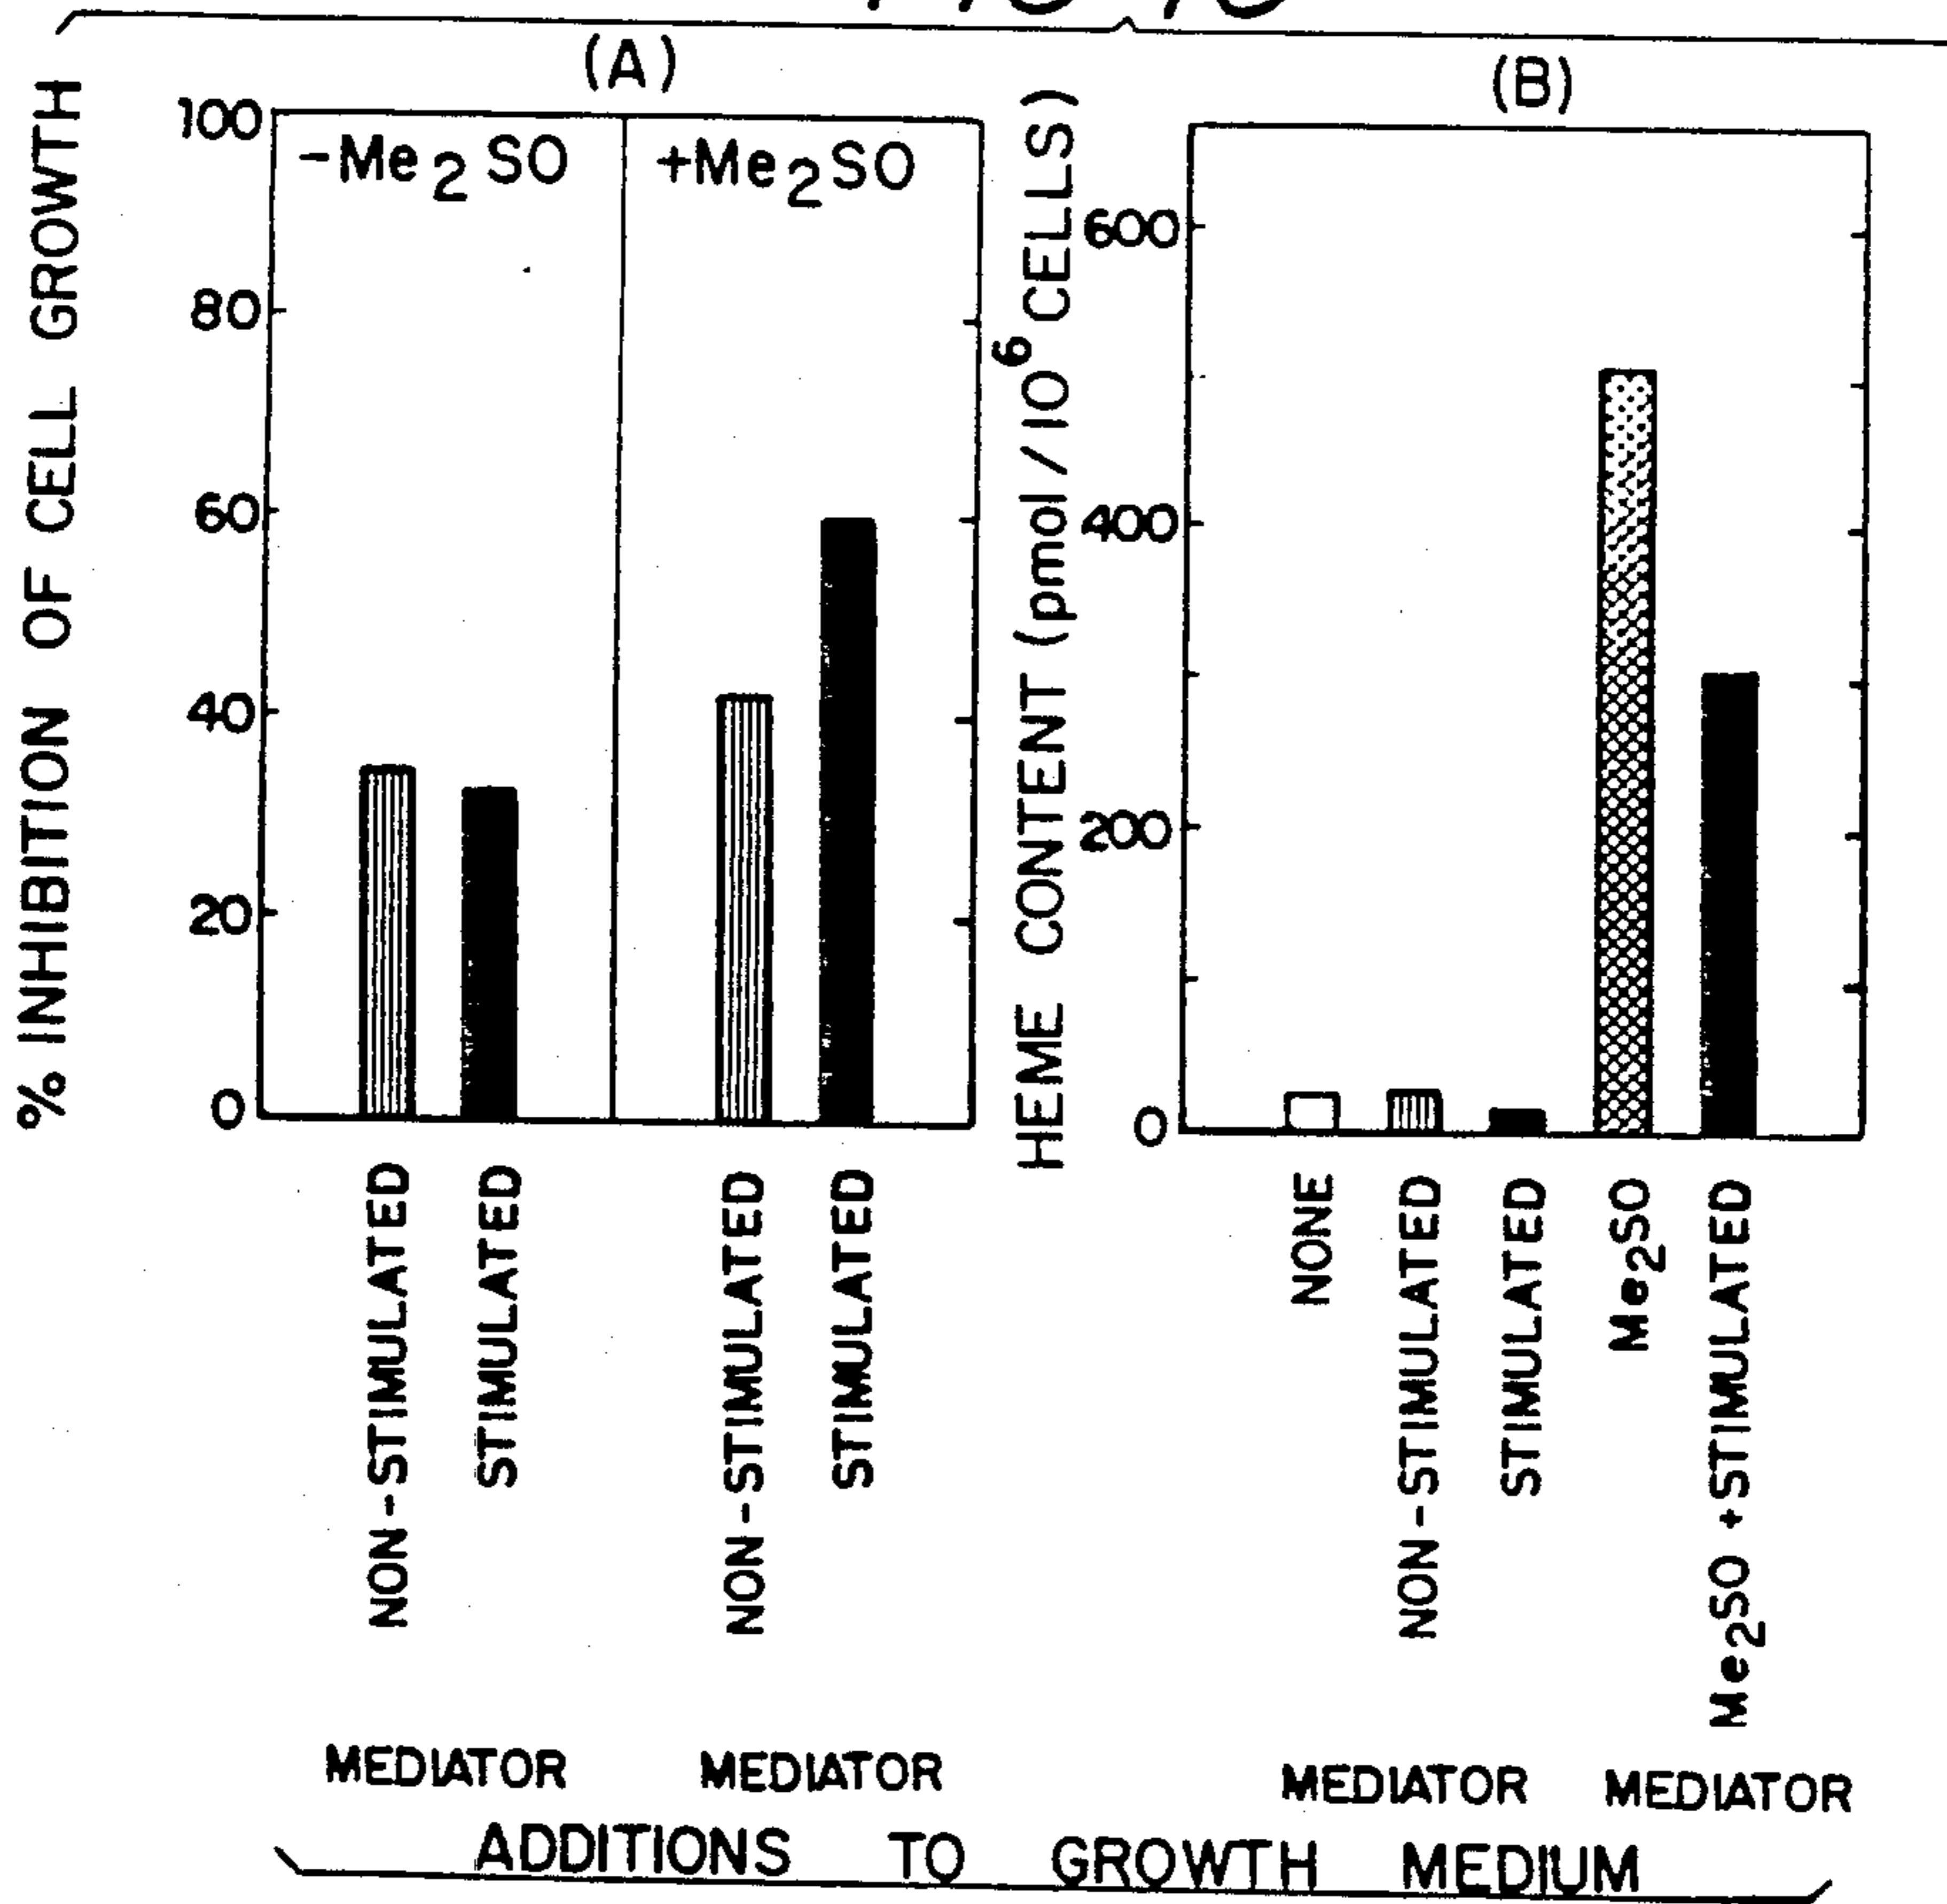 (A)
(B)
% INHIBITION OF CELL GROWTH
100
80
60
40
20
0
-Me2SO
+Me2SO
NON-STIMULATED
STIMULATED
NON-STIMULATED
STIMULATED
MEDIATOR
MEDIATOR
HEME CONTENT (pmol/10⁶ CELLS)
600
400
200
0
NONE
NON-STIMULATED
STIMULATED
Me2SO
Me2SO +STIMULATED
MEDIATOR
MEDIATOR
ADDITIONS TO GROWTH MEDIUM